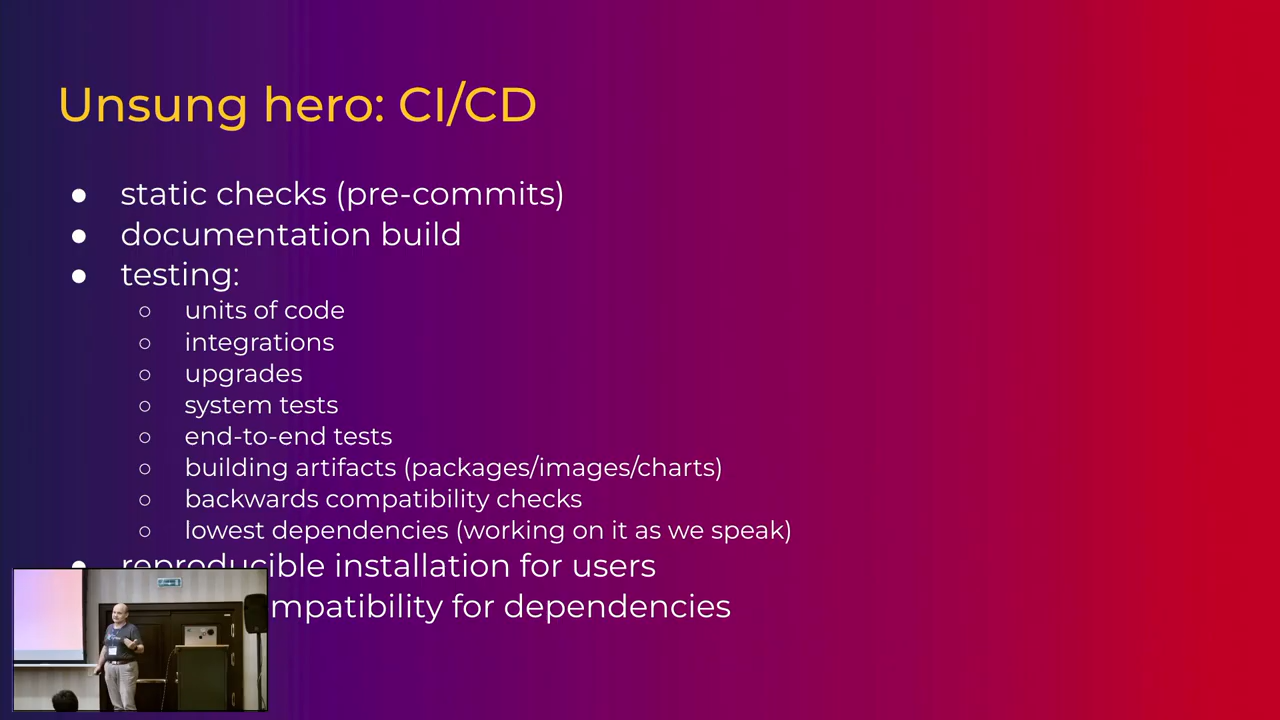 Unsung hero: CI/CD
● static checks (pre-commits)
● documentation build
● testing:
○ units of code
○ integrations
○ upgrades
○ system tests
○ end-to-end tests
○ building artifacts (packages/images/charts)
○ backwards compatibility checks
○ lowest dependencies (working on it as we speak)
● reproducible installation for users
mpatibility for dependencies